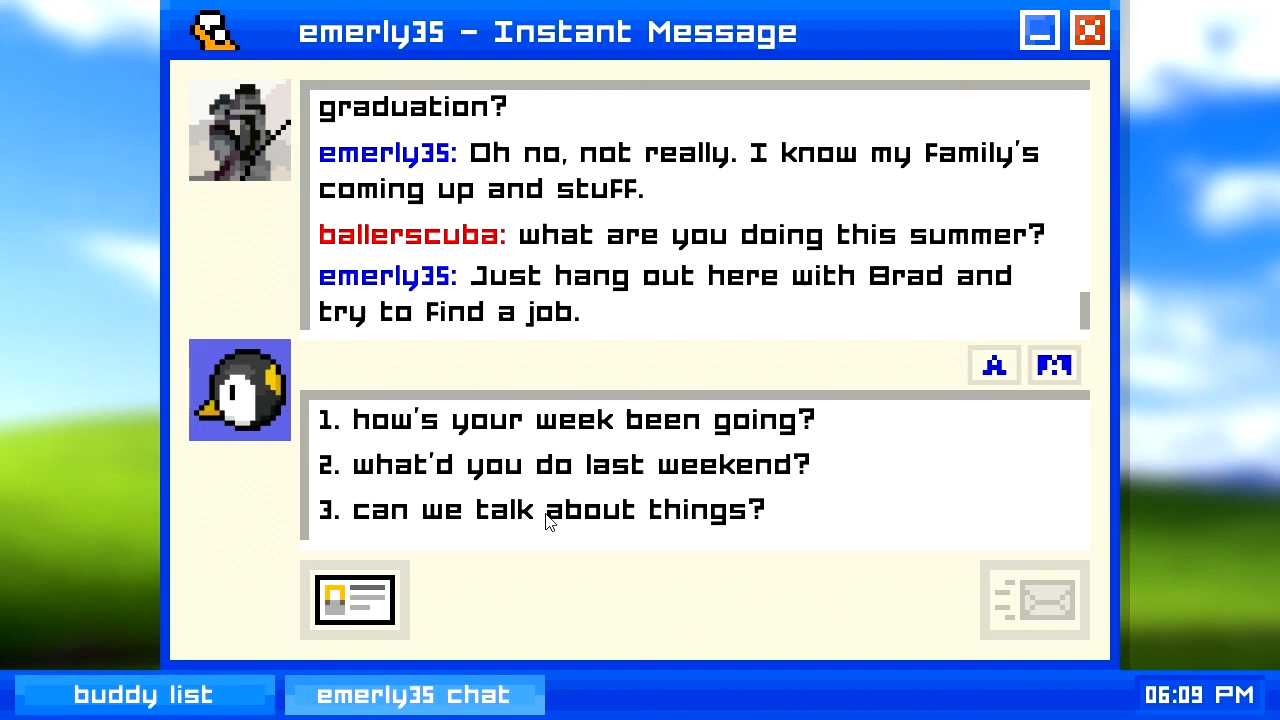 emerly35 - Instant Message
graduation?
emerly35: Oh no, not really. I know my family's
coming up and stuff.
ballerscuba: what are you doing this summer?
emerly35: Just hang out here with Brad and
try to find a job.
A
1. how's your week been going?
2. what'd you do last weekend?
3. can we talk about things?
buddy list
emerly35 chat
06:09 PM